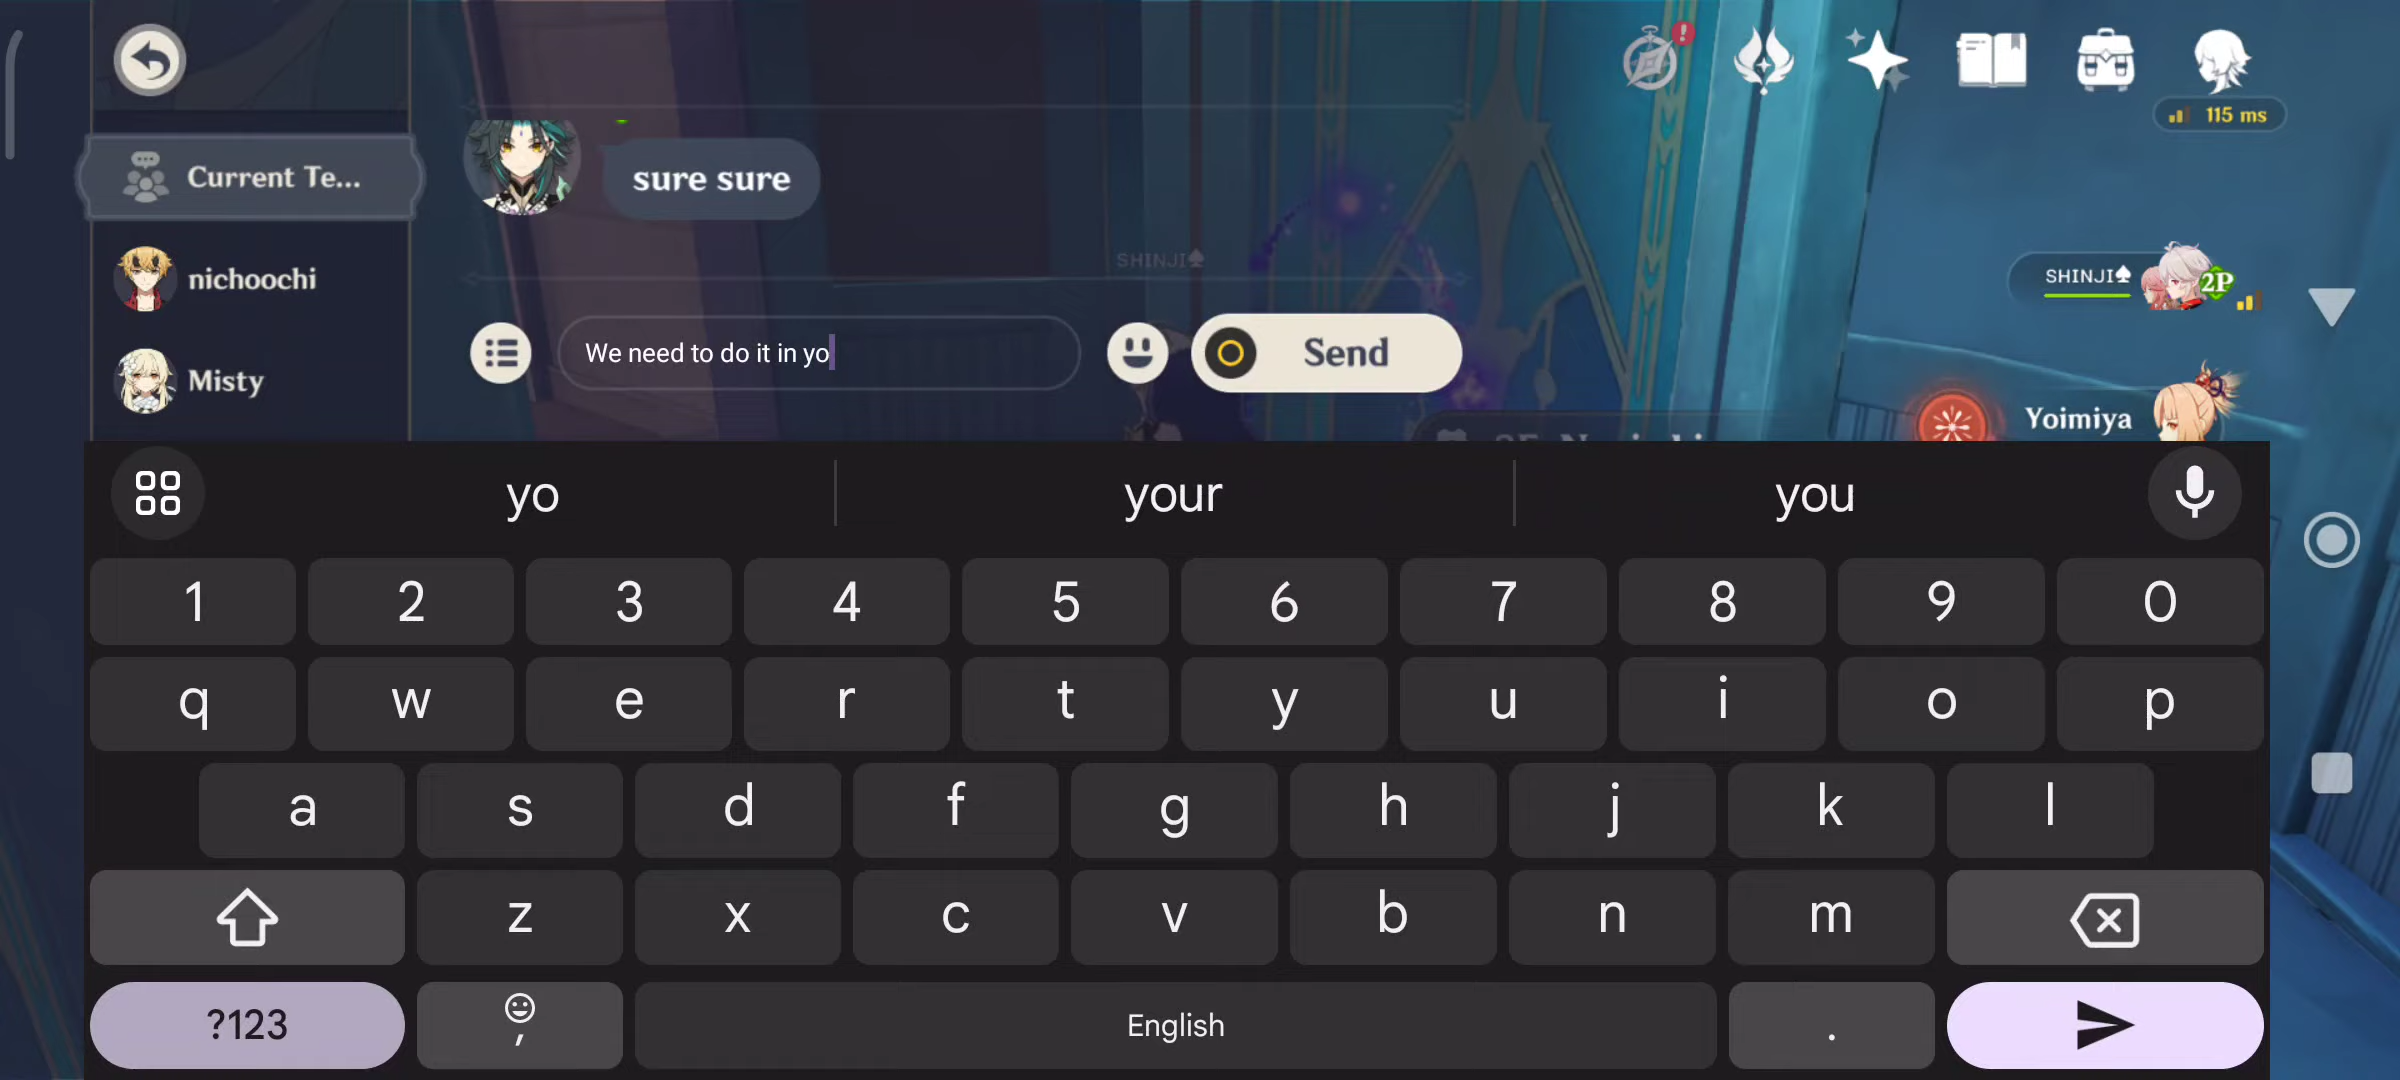 115 ms
Current Te...
sure sure
nichoochi
SHINJI♠
SHINJI♠
2P
Misty
We need to do it in yo
Send
Yoimiya
yo
your
you
1 2 3 4 5 6 7 8 9 0
q w e r t y u i o p
a s d f g h j k l
z x c v b n m
?123
,
English
.